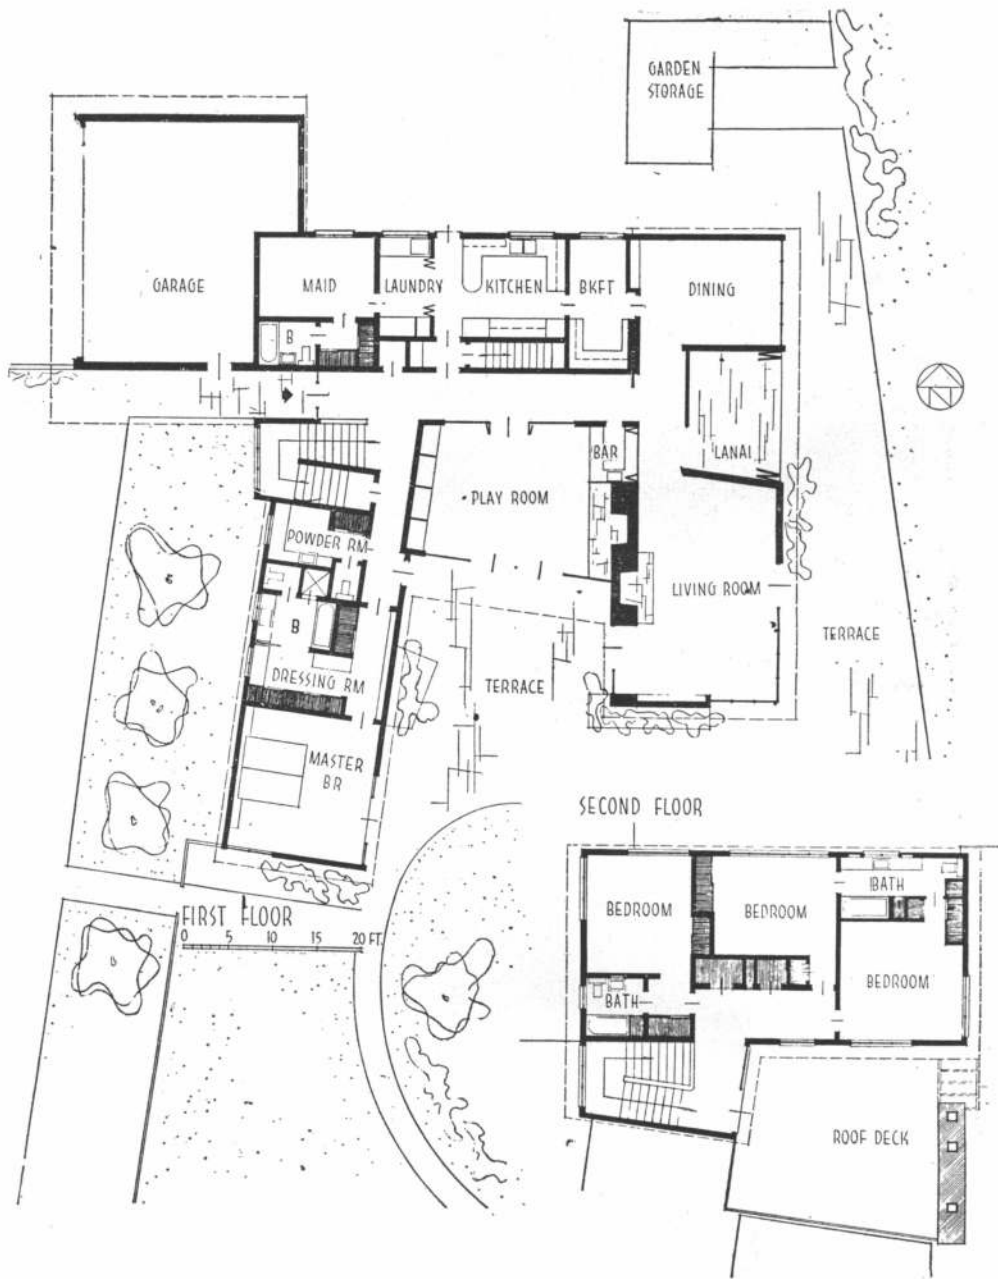 GARDEN
STORAGE
GARAGE
MAID
LAUNDRY
KITCHEN
BKFT
DINING
B
N
BAR
LANAI
PLAY ROOM
POWDER RM
LIVING ROOM
B
TERRACE
DRESSING RM
TERRACE
MASTER
BR
SECOND FLOOR
BEDROOM
BEDROOM
BATH
FIRST FLOOR
0 5 10 15 20 FT.
BEDROOM
BATH
ROOF DECK